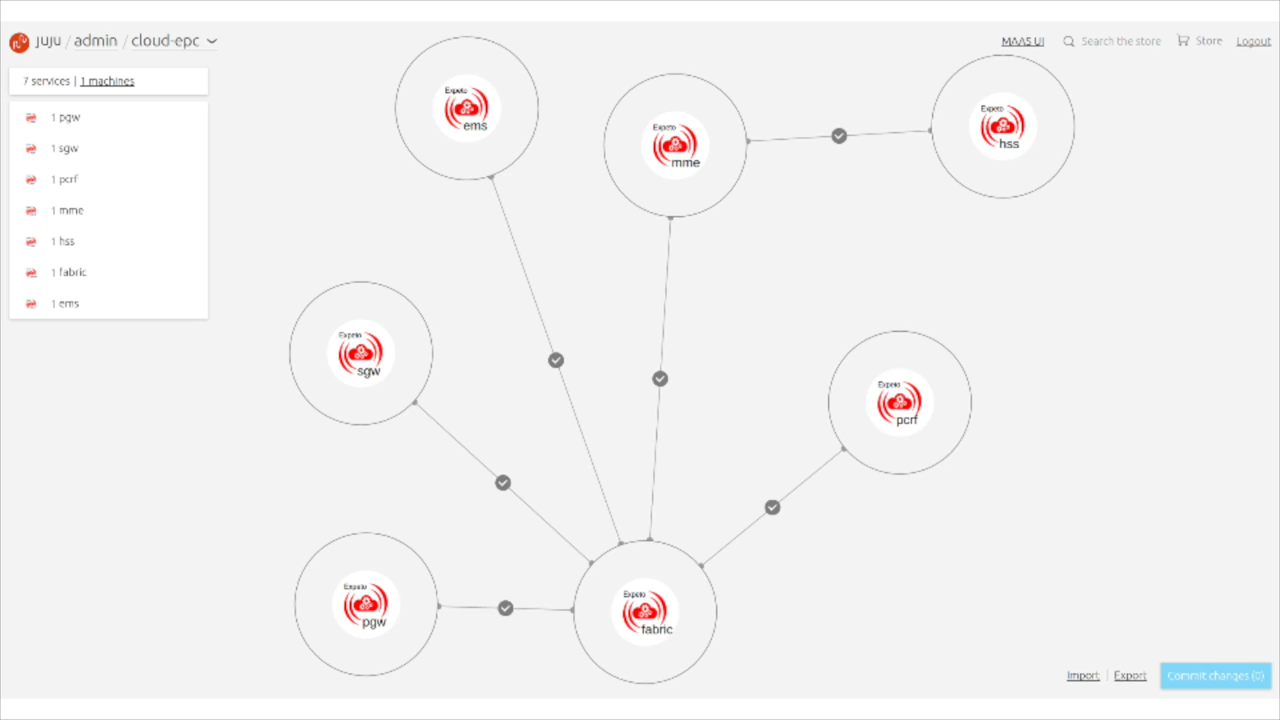 juju / admin / cloud-epc
MAAS UI
Search the store
Store
Logout
7 services | 1 machines
1 pgw
1 sgw
1 pcrf
1 mme
1 hss
1 fabric
1 ems
Expeto
ems
Expeto
mme
Expeto
hss
Expeto
sgw
Expeto
pcrf
Expeto
pgw
Expeto
fabric
Import | Export
Commit changes (0)